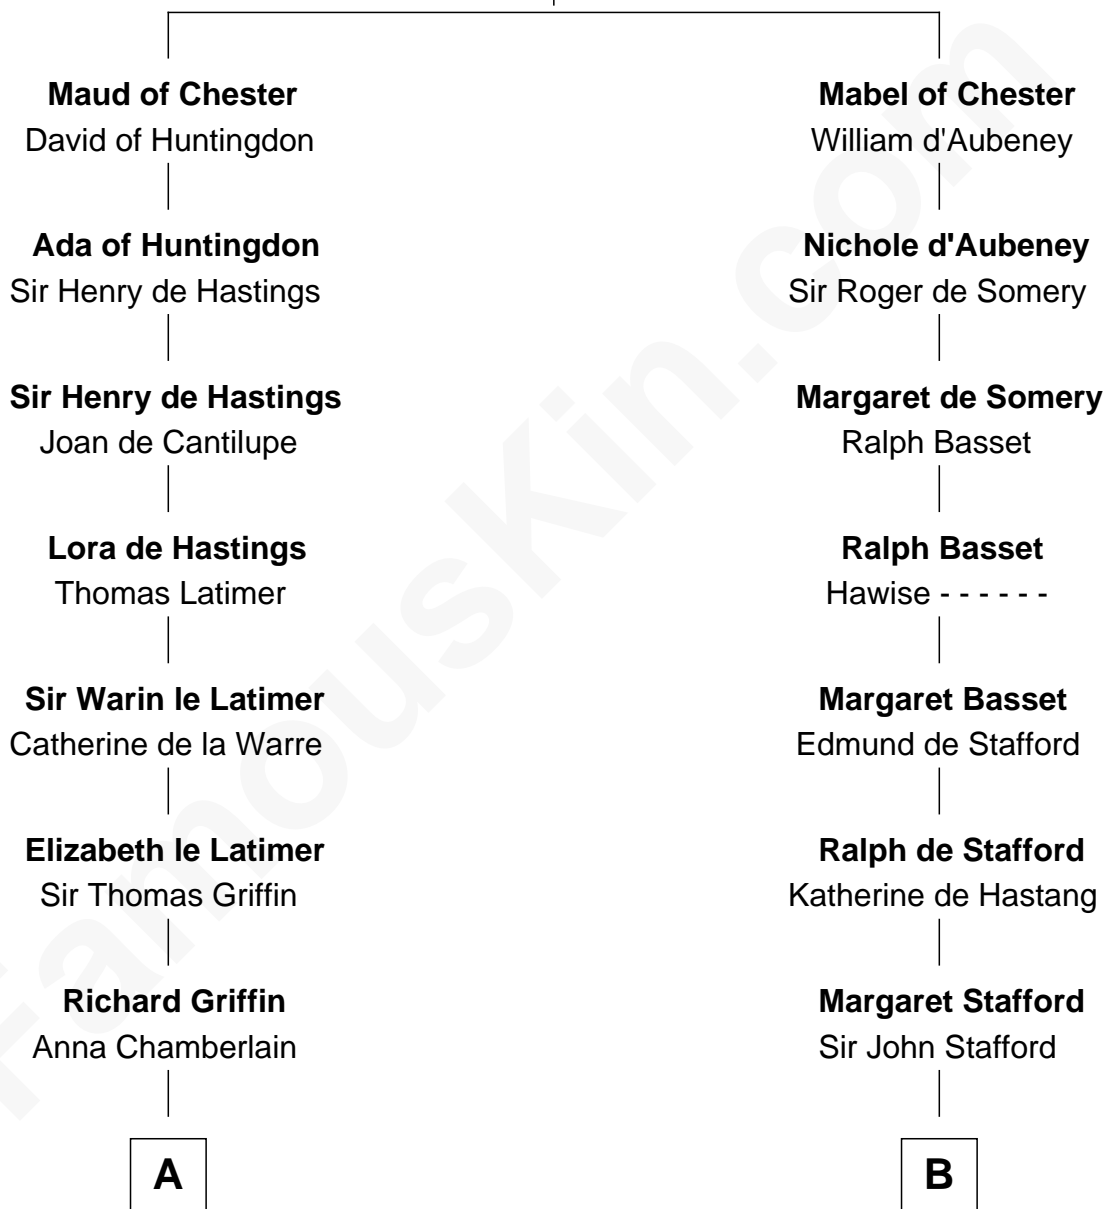 Maud of Chester
David of Huntingdon
Ada of Huntingdon
Sir Henry de Hastings
Sir Henry de Hastings
Joan de Cantilupe
Lora de Hastings
Thomas Latimer
Sir Warin le Latimer
Catherine de la Warre
Elizabeth le Latimer
Sir Thomas Griffin
Richard Griffin
Anna Chamberlain
A
Mabel of Chester
William d'Aubeney
Nichole d'Aubeney
Sir Roger de Somery
Margaret de Somery
Ralph Basset
Ralph Basset
Hawise - - - - - -
Margaret Basset
Edmund de Stafford
Ralph de Stafford
Katherine de Hastang
Margaret Stafford
Sir John Stafford
B
FamousKin.com